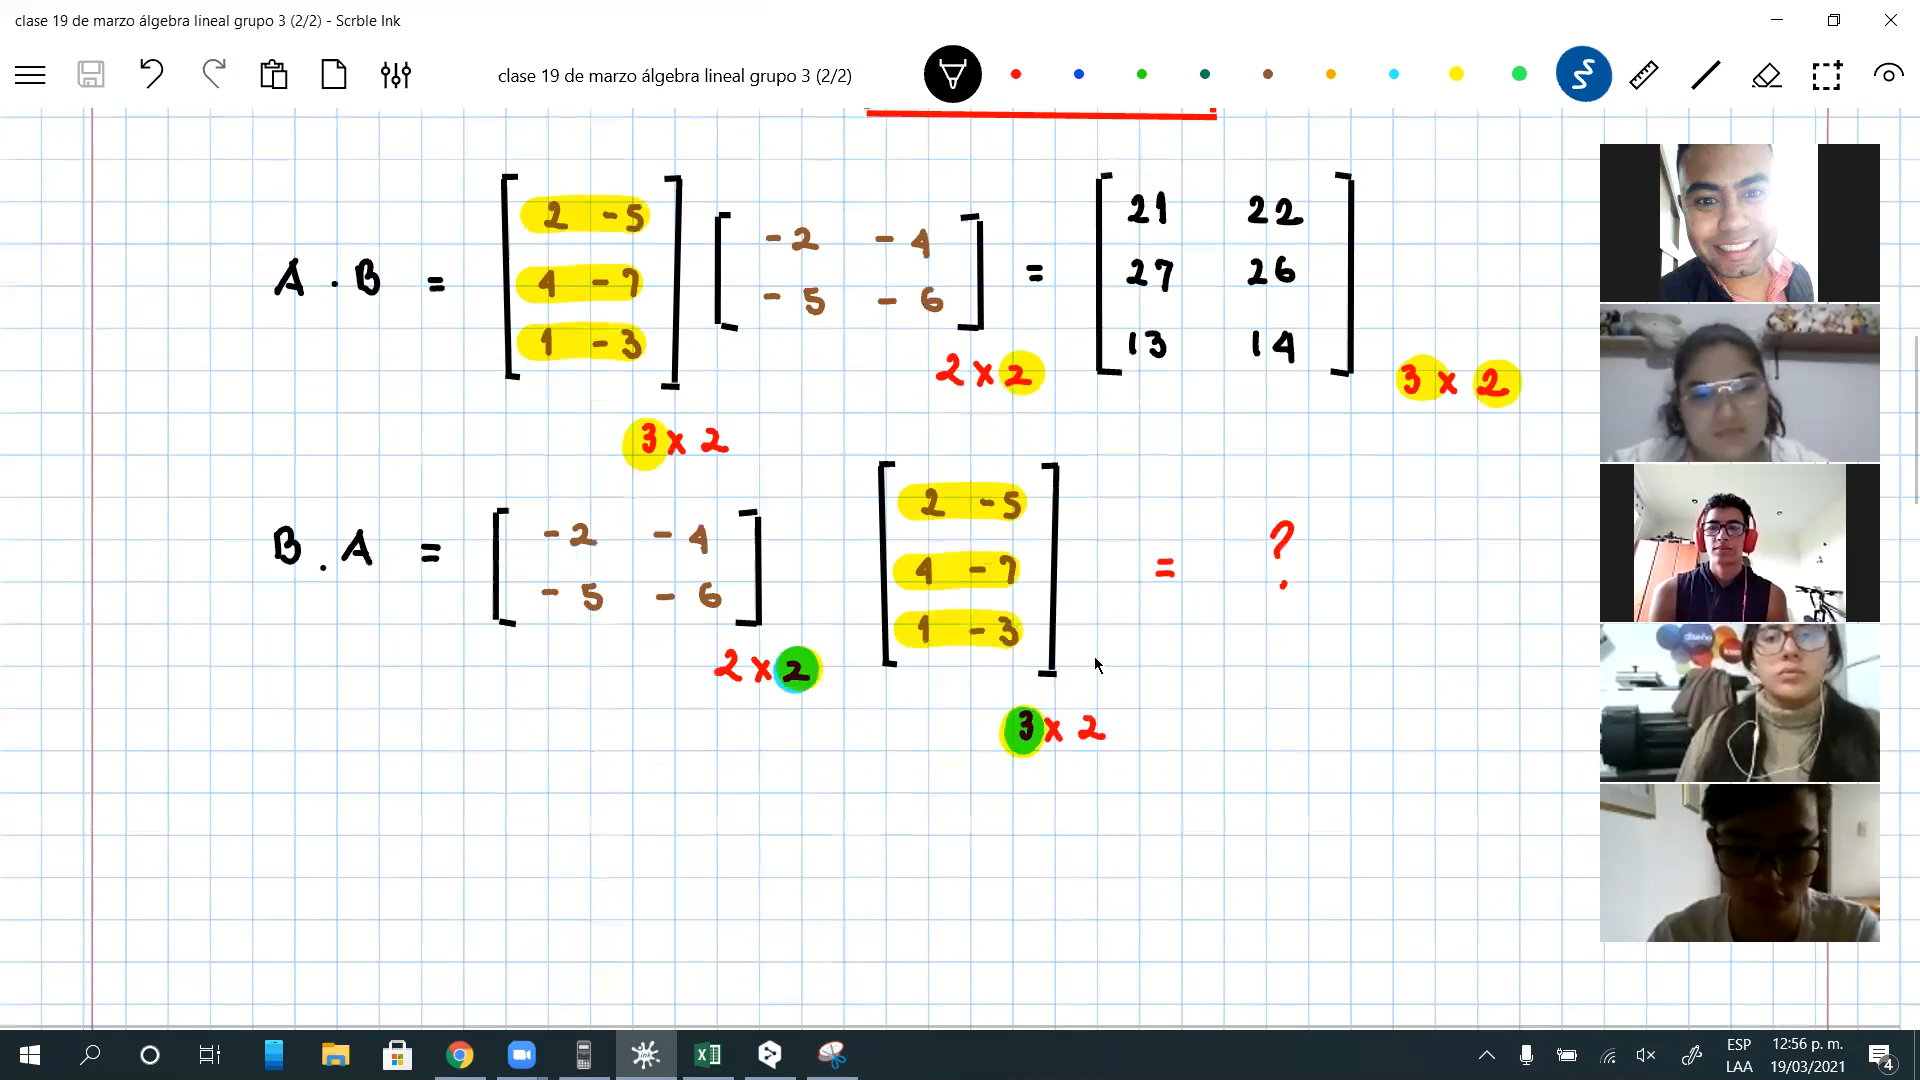 clase 19 de marzo álgebra lineal grupo 3 (2/2) - Scrble Ink
clase 19 de marzo álgebra lineal grupo 3 (2/2)
A . B = [ 2 -5 ] [ -2 -4 ] = [ 21 22 ]
4 -7 -5 -6 27 26
1 -3 13 14
2 x 2
3 x 2
3 x 2
B . A = [ -2 -4 ] [ 2 -5 ] = ?
-5 -6 4 -7
1 -3
2 x 2
3 x 2
ESP 12:56 p. m.
LAA 19/03/2021
4